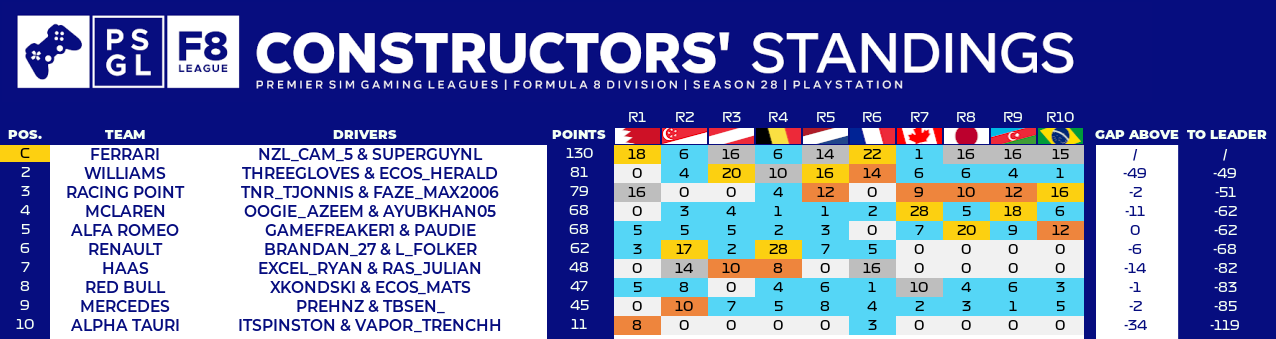 PS
GL
F8
LEAGUE
CONSTRUCTORS' STANDINGS
PREMIER SIM GAMING LEAGUES | FORMULA 8 DIVISION | SEASON 28 | PLAYSTATION
R1 R2 R3 R4 R5 R6 R7 R8 R9 R10
POS. TEAM DRIVERS POINTS GAP ABOVE TO LEADER
C FERRARI NZL_CAM_5 & SUPERGUYNL 130 18 6 16 6 14 22 1 16 16 15 / /
2 WILLIAMS THREEGLOVES & ECOS_HERALD 81 0 4 20 10 16 14 6 6 4 1 -49 -49
3 RACING POINT TNR_TJONNIS & FAZE_MAX2006 79 16 0 0 4 12 0 9 10 12 16 -2 -51
4 MCLAREN OOGIE_AZEEM & AYUBKHAN05 68 0 3 4 1 1 2 28 5 18 6 -11 -62
5 ALFA ROMEO GAMEFREAKER1 & PAUDIE 68 5 5 5 2 3 0 7 20 9 12 0 -62
6 RENAULT BRANDAN_27 & L_FOLKER 62 3 17 2 28 7 5 0 0 0 0 -6 -68
7 HAAS EXCEL_RYAN & RAS_JULIAN 48 0 14 10 8 0 16 0 0 0 0 -14 -82
8 RED BULL XKONDSKI & ECOS_MATS 47 5 8 0 4 6 1 10 4 6 3 -1 -83
9 MERCEDES PREHNZ & TBSEN_ 45 0 10 7 5 8 4 2 3 1 5 -2 -85
10 ALPHA TAURI ITSPINSTON & VAPOR_TRENCHH 11 8 0 0 0 0 3 0 0 0 0 -34 -119